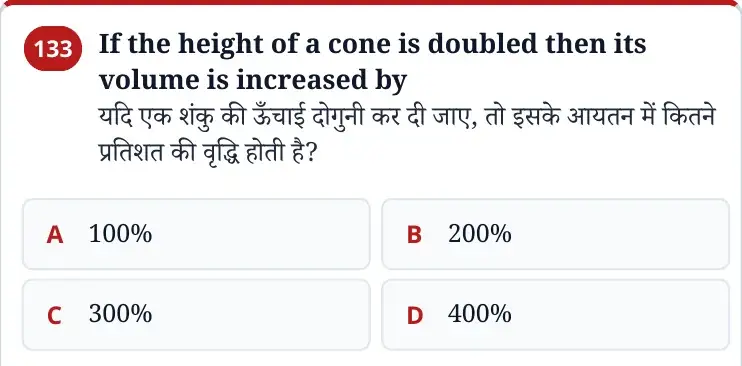 133 If the height of a cone is doubled then its
volume is increased by
यदि एक शंकु की ऊँचाई दोगुनी कर दी जाए, तो इसके आयतन में कितने
प्रतिशत की वृद्धि होती है?
A 100%
B 200%
C 300%
D 400%